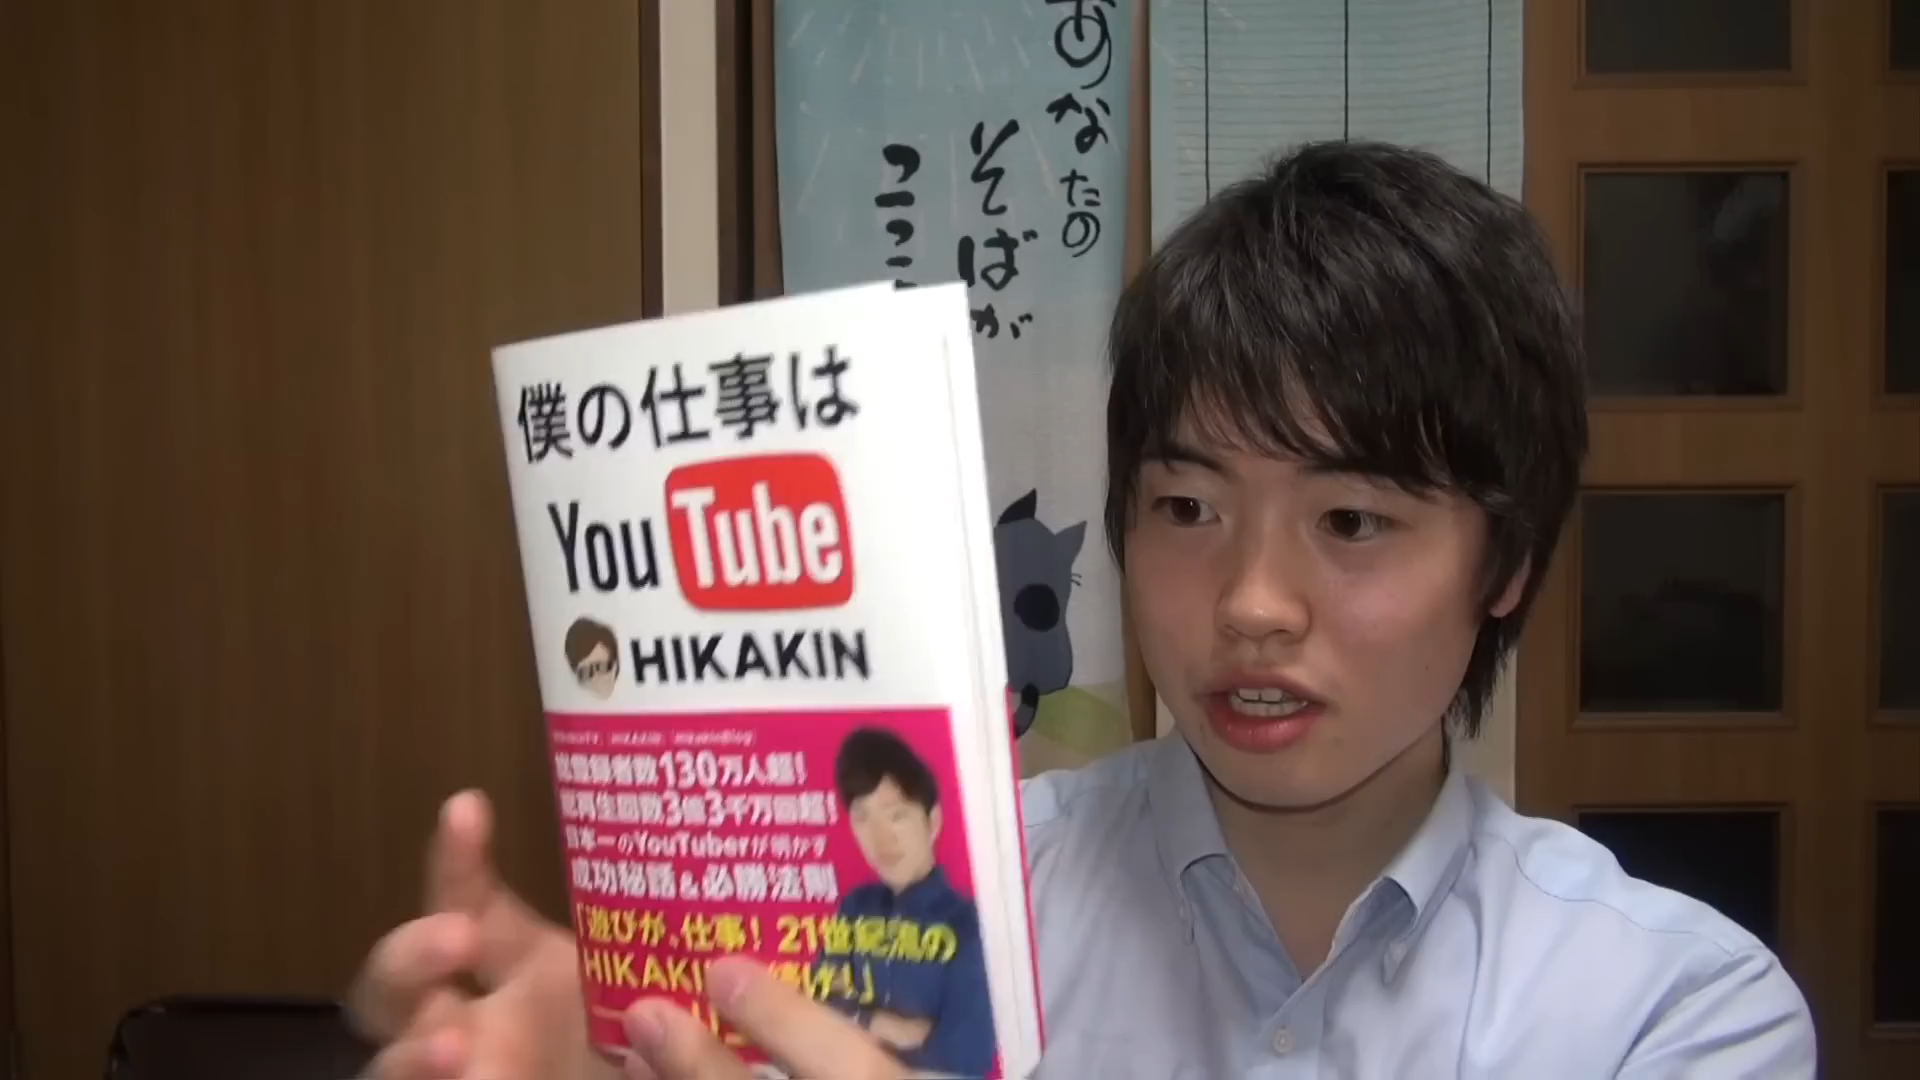 あなたの
そばが
ここ
僕の仕事は
YouTube
HIKAKIN
総登録者数130万人超!
総再生回数3億3千万回超!
日本一のYouTuberが明かす
成功秘話&必勝法則
「遊びが、仕事! 21世紀流の
HIKAKI